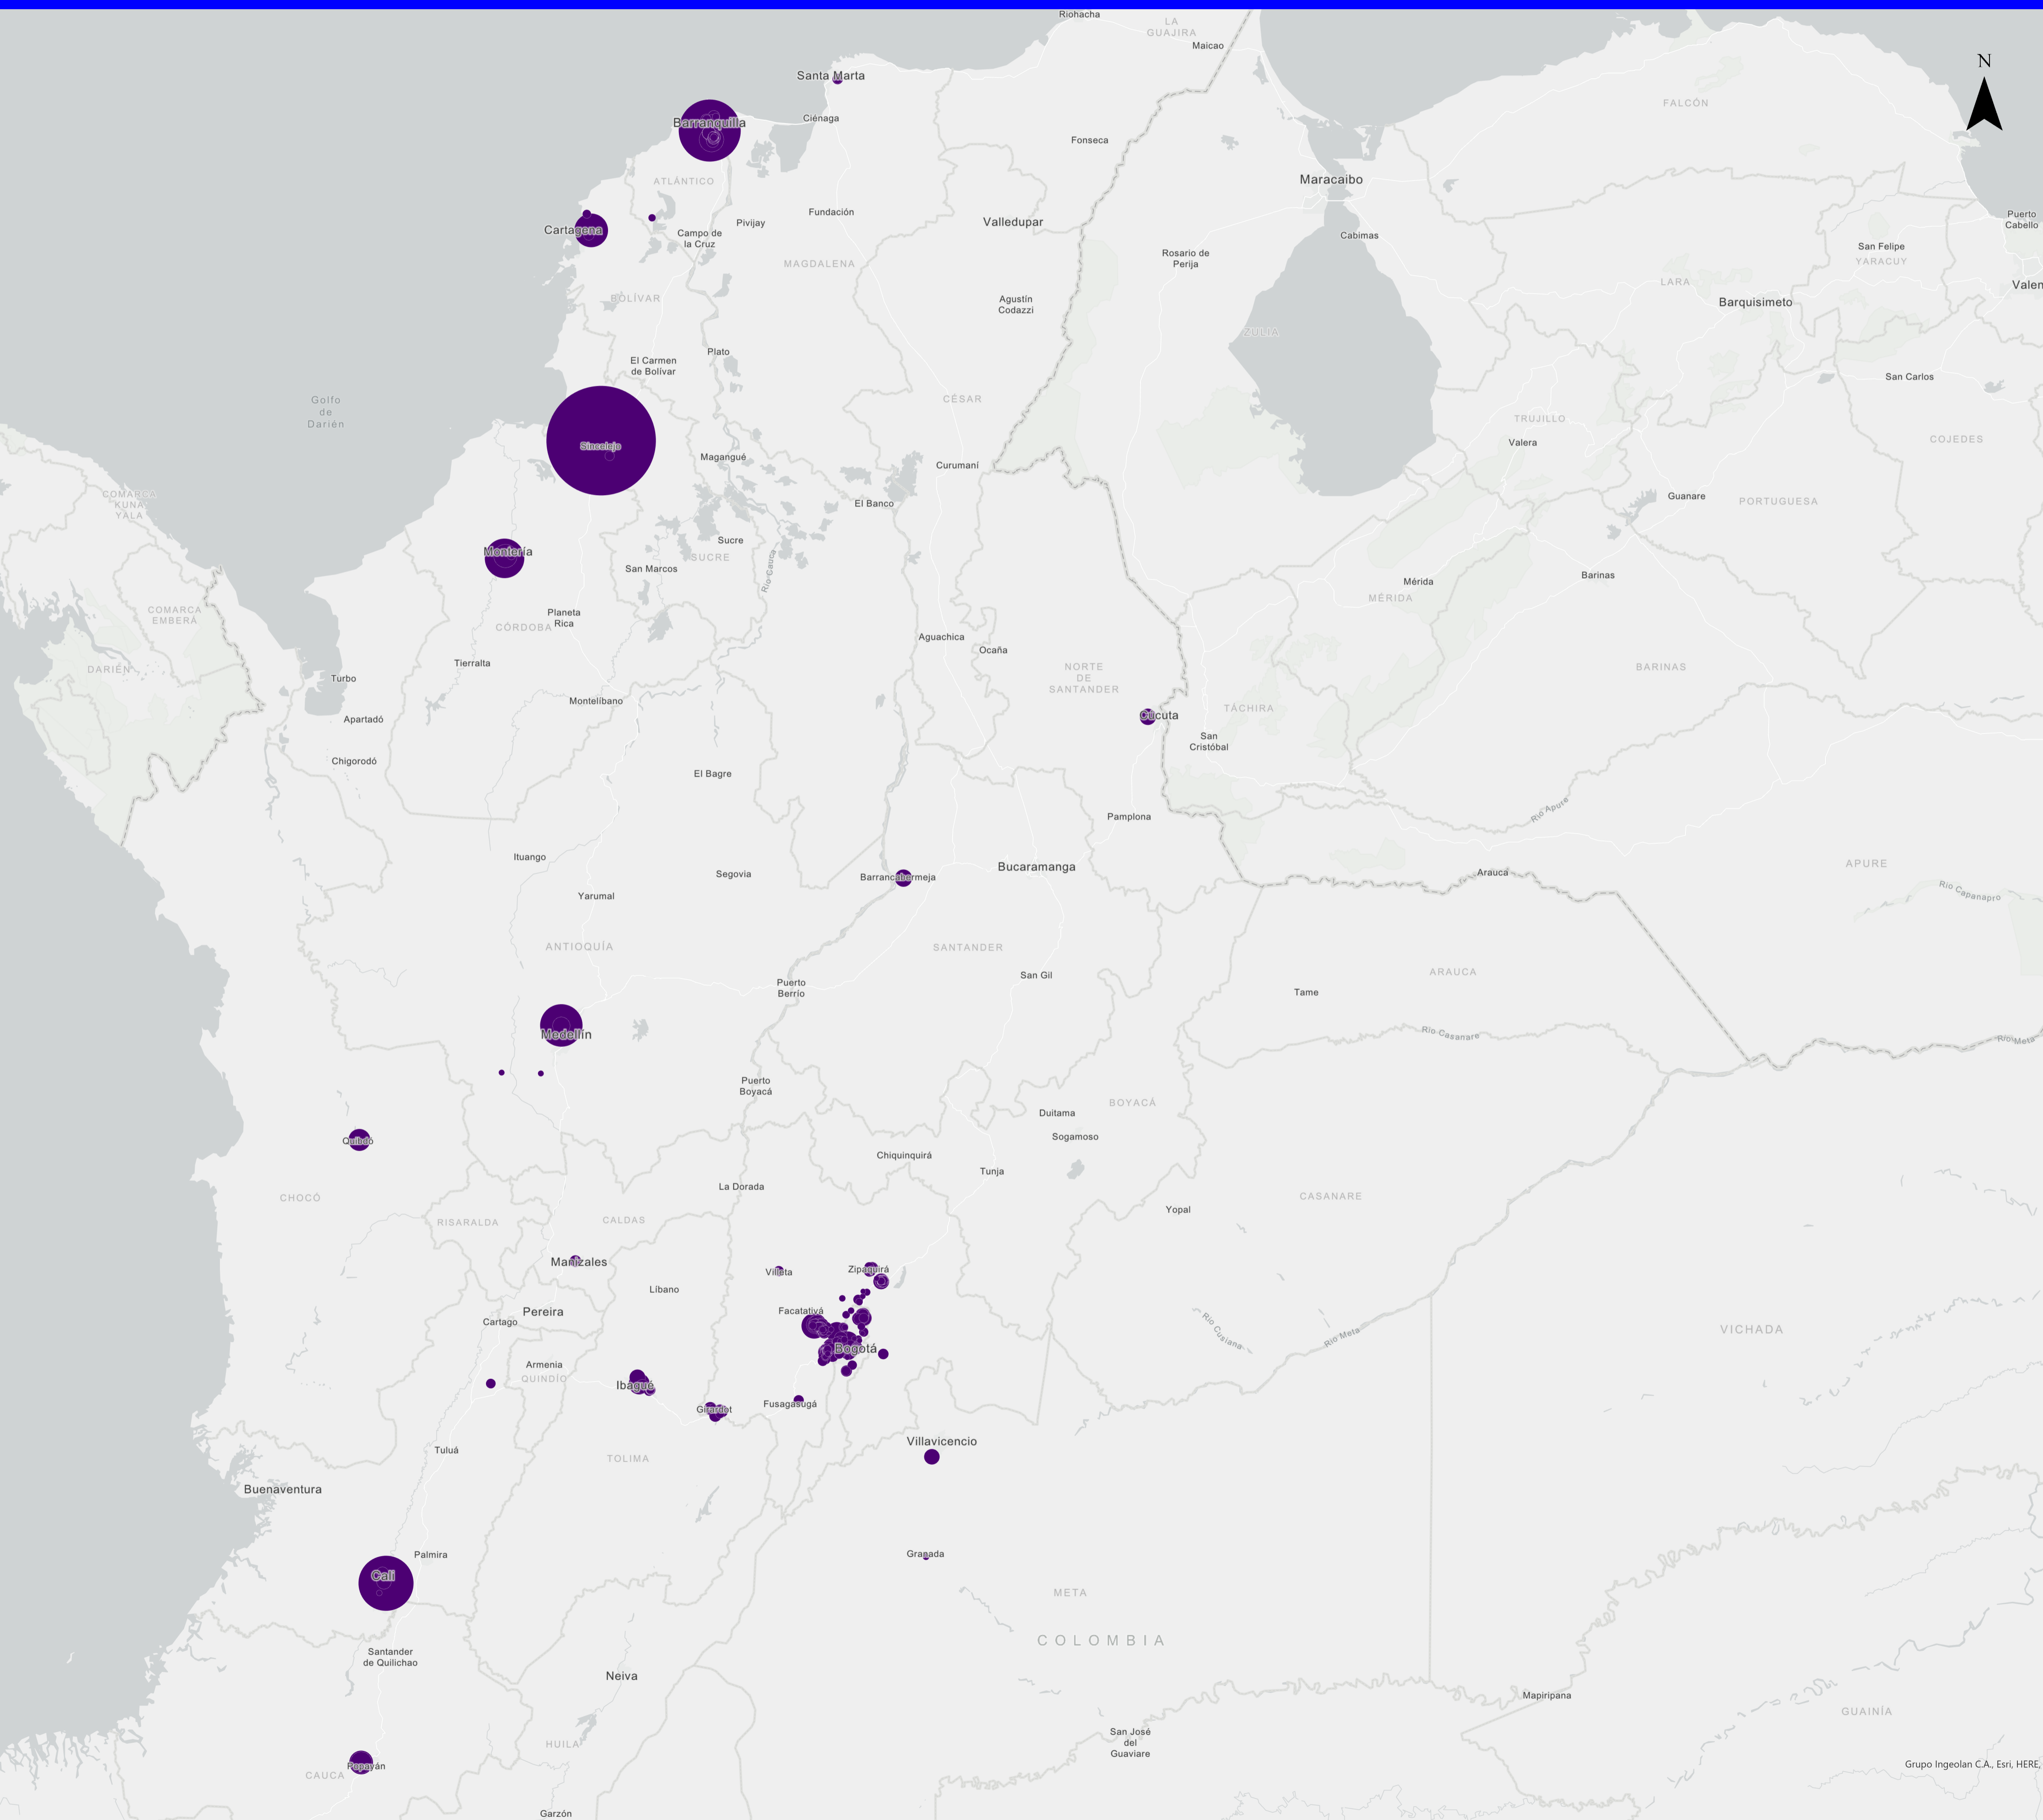 Riohacha
LA
GUAJIRA
Maicao
N
Santa Marta
FALCÓN
Ciénaga
Barranquilla
Fonseca
Maracaibo
ATLÁNTICO
Fundación
Pivijay
Valledupar
Puerto
Cabello
Cartagena
Campo de
la Cruz
Cabimas
San Felipe
YARACUY
Rosario de
Perija
MAGDALENA
LARA
Valen
BOLÍVAR
Agustín
Codazzi
Barquisimeto
ZULIA
Plato
El Carmen
de Bolívar
San Carlos
Golfo
de
Darién
CÉSAR
TRUJILLO
Valera
COJEDES
Sincelejo
Magangué
Curumaní
COMARCA
KUNA
YALA
El Banco
Guanare
PORTUGUESA
Sucre
SUCRE
Montería
San Marcos
Río Cauca
Barinas
Mérida
MÉRIDA
COMARCA
EMBERÁ
Planeta
Rica
CÓRDOBA
Aguachica
Ocaña
Tierralta
DARIÉN
Turbo
NORTE
DE
SANTANDER
BARINAS
Montelíbano
Apartadó
TÁCHIRA
Cúcuta
San
Cristóbal
Chigorodó
El Bagre
Río Apure
Pamplona
Ituango
Segovia
Barrancabermeja
Bucaramanga
Arauca
APURE
Río Capanapro
Yarumal
ANTIOQUÍA
SANTANDER
San Gil
ARAUCA
Puerto
Berrío
Tame
Medellín
Río Casanare
Río Meta
Puerto
Boyacá
Duitama
BOYACÁ
Sogamoso
Quibdó
Chiquinquirá
Tunja
La Dorada
CHOCÓ
CASANARE
Yopal
RISARALDA
CALDAS
Manizales
Villeta
Zipaquirá
Líbano
Facatativá
Pereira
Cartago
Río Cusiana
Río Meta
VICHADA
Bogotá
Armenia
QUINDÍO
Ibagué
Girardot
Fusagasugá
Villavicencio
Tuluá
TOLIMA
Buenaventura
Palmira
Granada
Cali
META
COLOMBIA
Santander
de Quilichao
Neiva
Mapiripana
GUAINÍA
San José
del
Guaviare
HUILA
Popayán
CAUCA
Grupo Ingeolan C.A., Esri, HERE,
Garzón